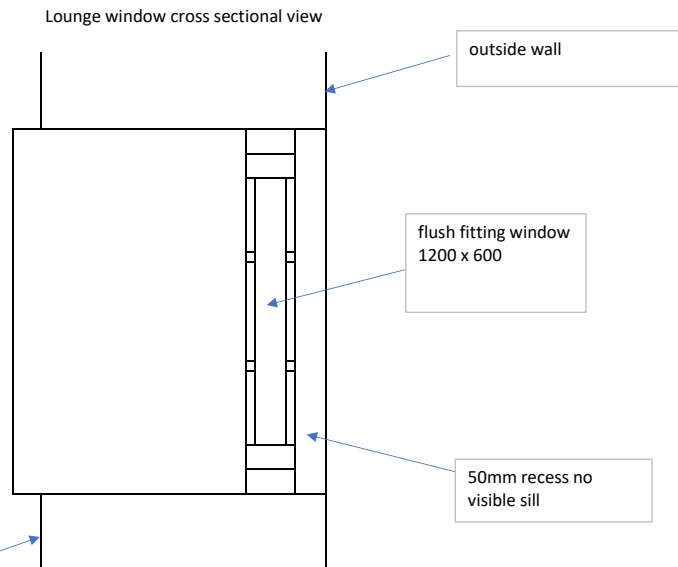 Lounge window cross sectional view
outside wall
flush fitting window
1200 x 600
50mm recess no
visible sill